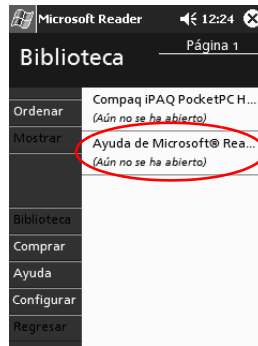 Microsoft Reader 12:24
Página 1
Biblioteca
Compaq iPAQ PocketPC H...
Ordenar
(Aún no se ha abierto)
Mostrar
Ayuda de Microsoft® Rea...
(Aún no se ha abierto)
Biblioteca
Comprar
Ayuda
Configurar
Regresar